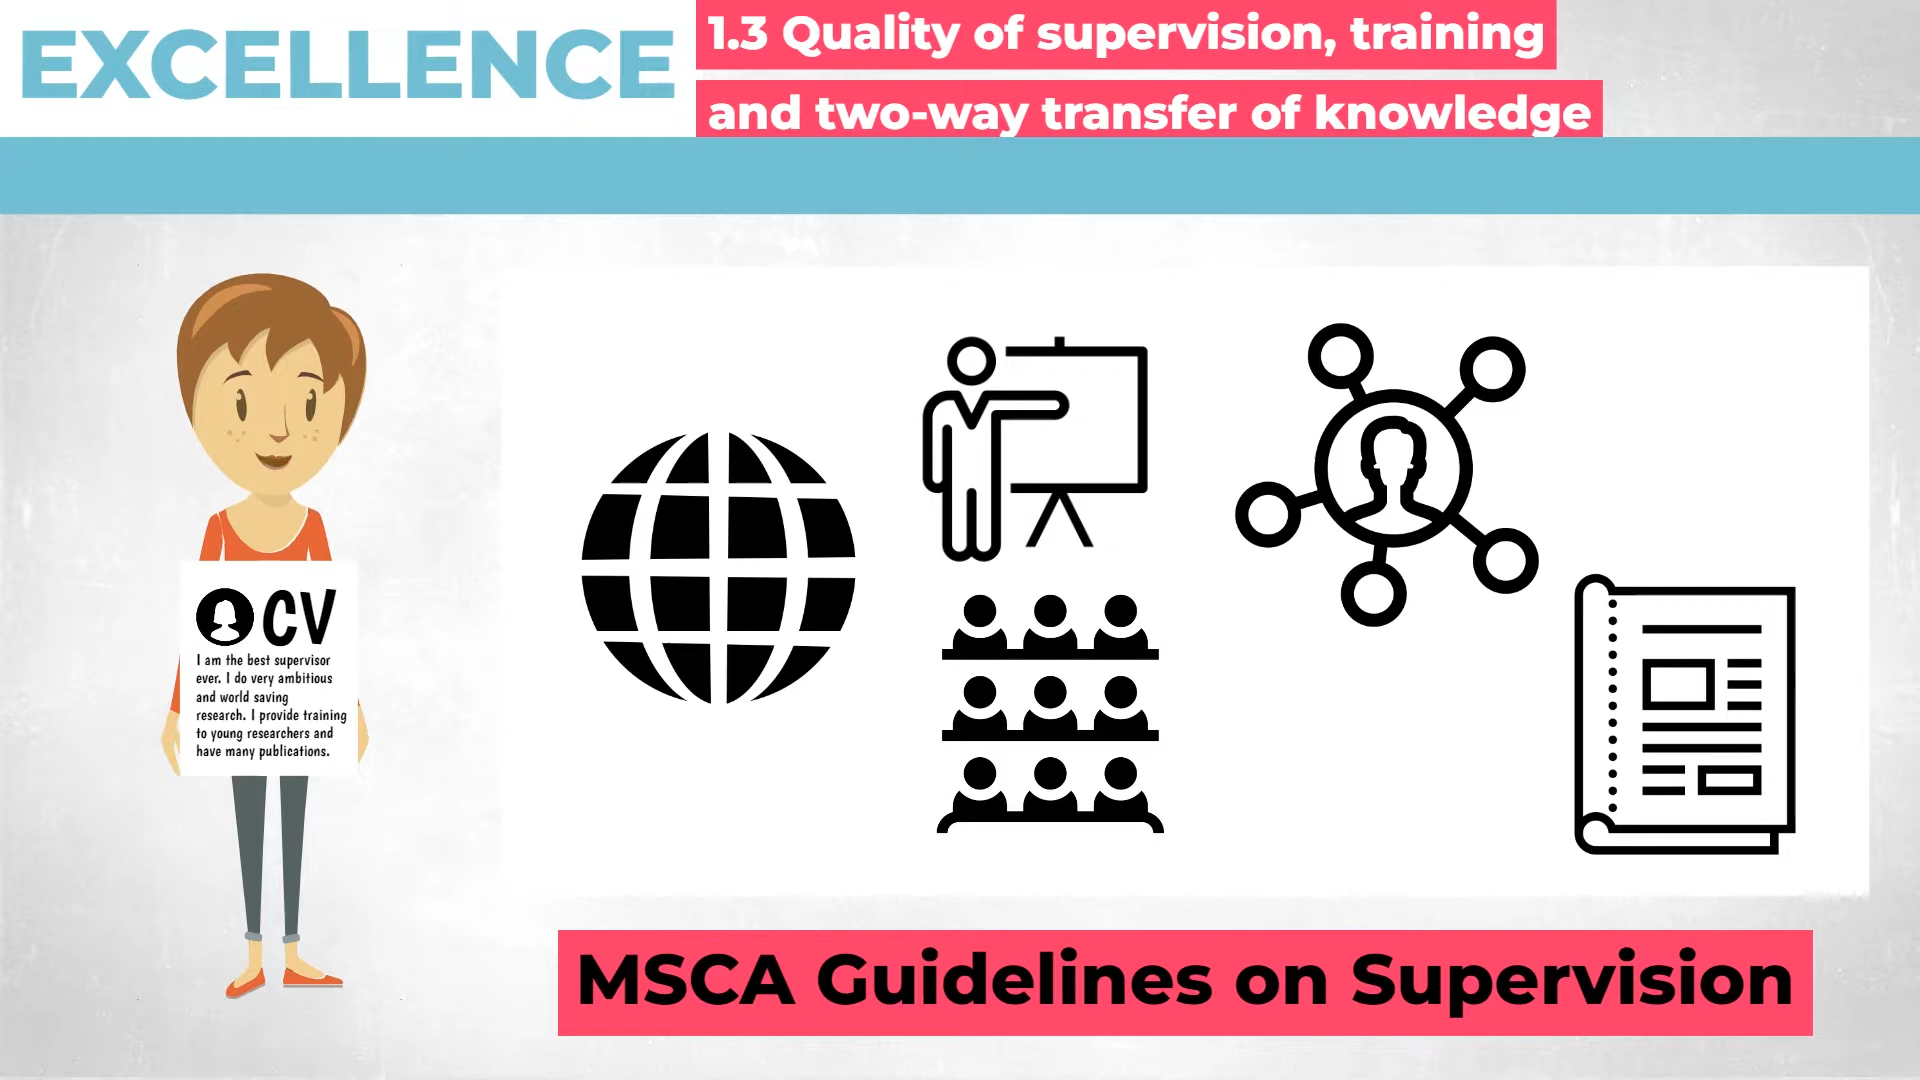 EXCELLENCE
1.3 Quality of supervision, training
and two-way transfer of knowledge
CV
I am the best supervisor
ever. I do very ambitious
and world saving
research. I provide training
to young researchers and
have many publications.
MSCA Guidelines on Supervision